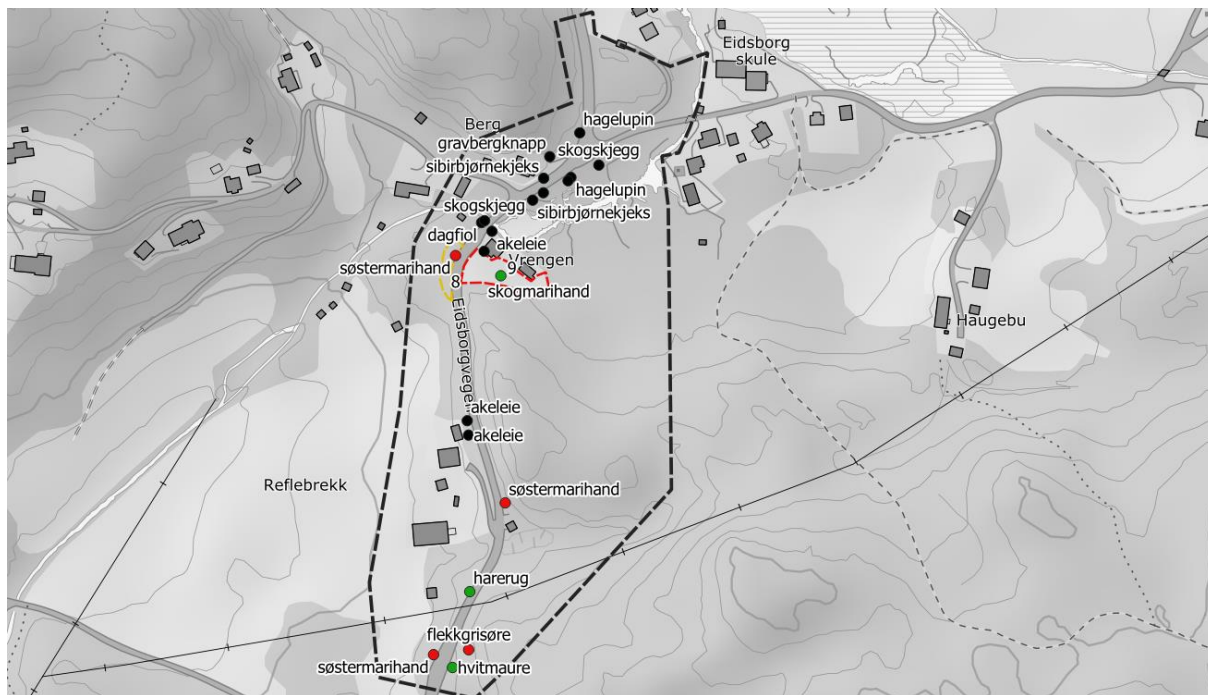 Eidsborg
skule
hagelupin
Berg
gravbergknapp
skogskjegg
sibirbjørnekjeks
hagelupin
skogskjegg
sibirbjørnekjeks
dagfiol
akeleie
Vrengen
søstermarihand
9
8
skogmarihand
Eidsborgvegen
Haugebu
akeleie
akeleie
Reflebrekk
søstermarihand
harerug
flekkgrisøre
søstermarihand
hvitmaure